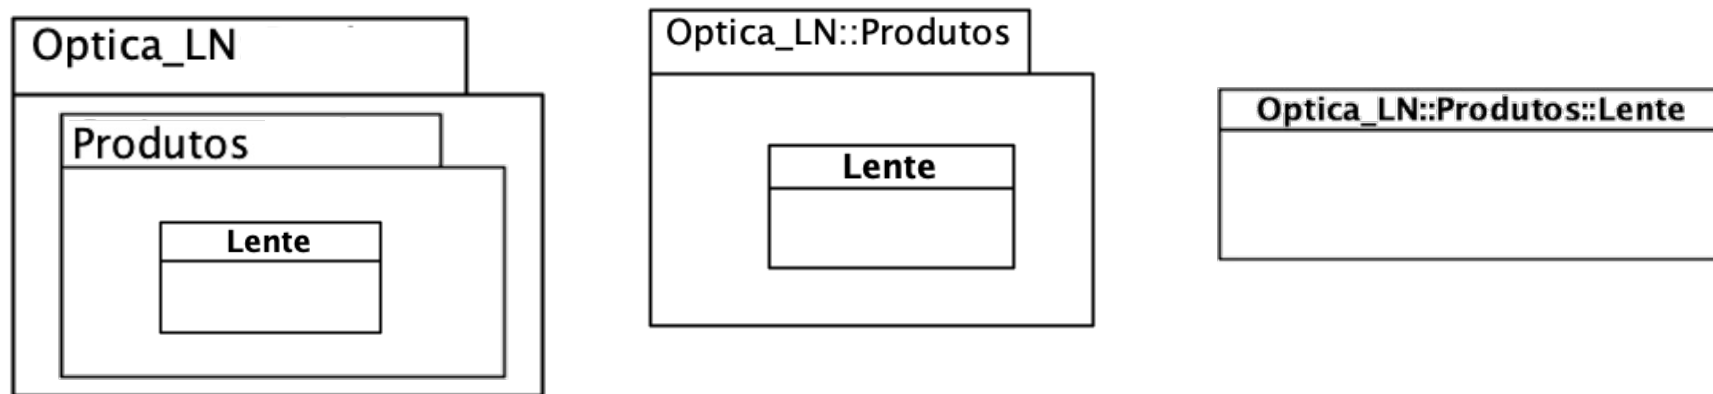 Optica_LN
Produtos
Lente
Optica_LN::Produtos
Lente
Optica_LN::Produtos::Lente